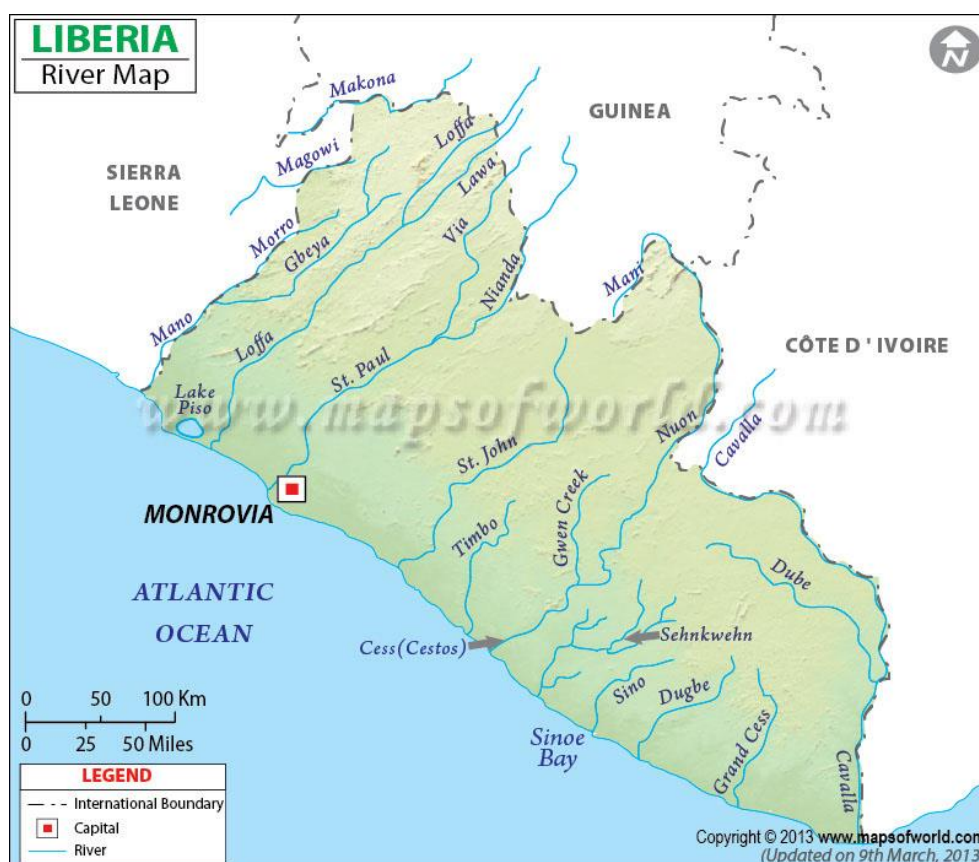 LIBERIA
River Map
N
Makona
GUINEA
Loffa
Magowi
SIERRA
LEONE
Lawa
Via
Morro
Gbeya
Nianda
Mani
Mano
Loffa
St. Paul
CÔTE D ' IVOIRE
Lake
Piso
www.mapsofworld.com
Nuon
Cavalla
St. John
Gwen Creek
MONROVIA
Timbo
Dube
ATLANTIC
OCEAN
Cess(Cestos)
Sehnkwehn
Sino
Dugbe
Grand Cess
Sinoe
Bay
Cavalla
0 50 100 Km
0 25 50 Miles
LEGEND
International Boundary
Capital
River
Copyright © 2013 www.mapsofworld.com
(Updated on 9th March, 2013